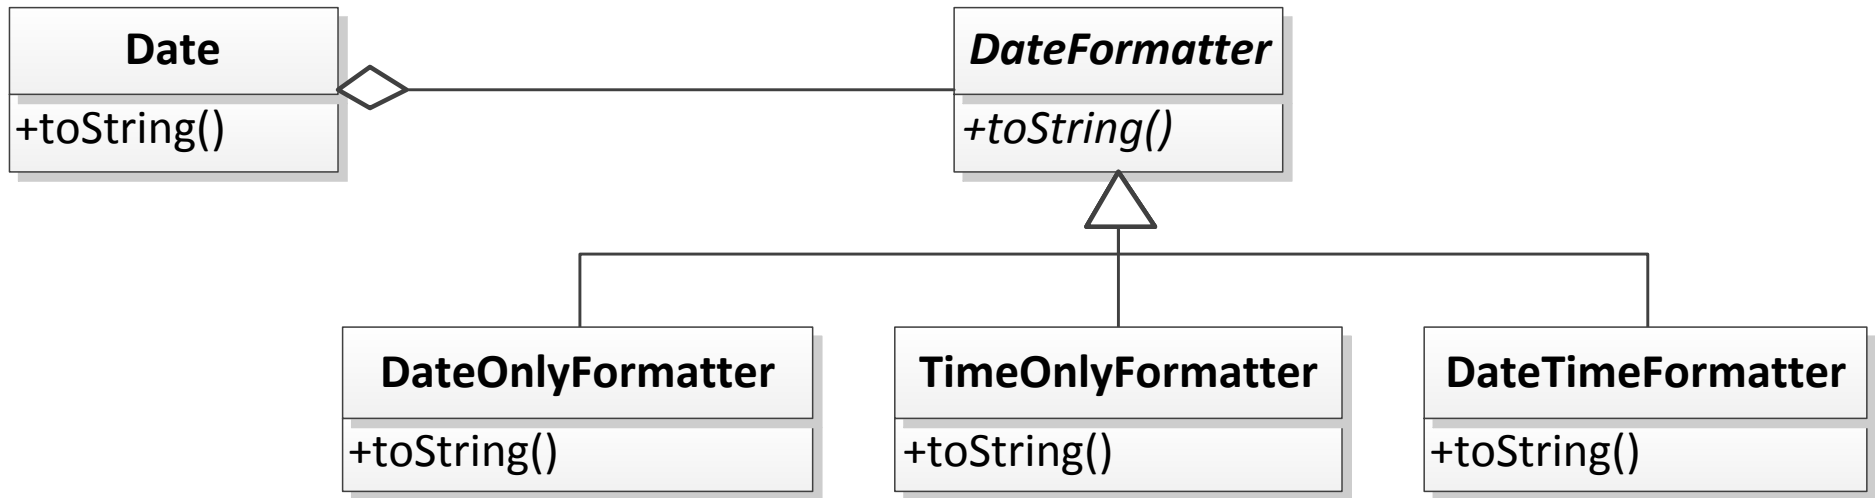 Date
+toString()
DateFormatter
+toString()
DateOnlyFormatter
+toString()
TimeOnlyFormatter
+toString()
DateTimeFormatter
+toString()